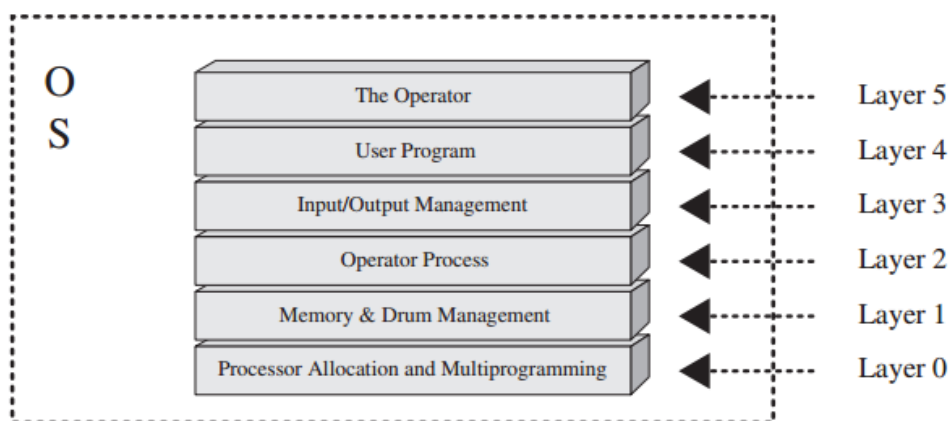 O
S
The Operator
Layer 5
User Program
Layer 4
Input/Output Management
Layer 3
Operator Process
Layer 2
Memory & Drum Management
Layer 1
Processor Allocation and Multiprogramming
Layer 0